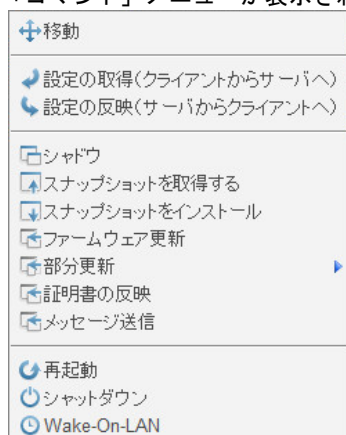 「コマンド」メニューが表示され
移動
設定の取得(クライアントからサーバへ)
設定の反映(サーバからクライアントへ)
シャドウ
スナップショットを取得する
スナップショットをインストール
ファームウェア更新
部分更新
証明書の反映
メッセージ送信
再起動
シャットダウン
Wake-On-LAN